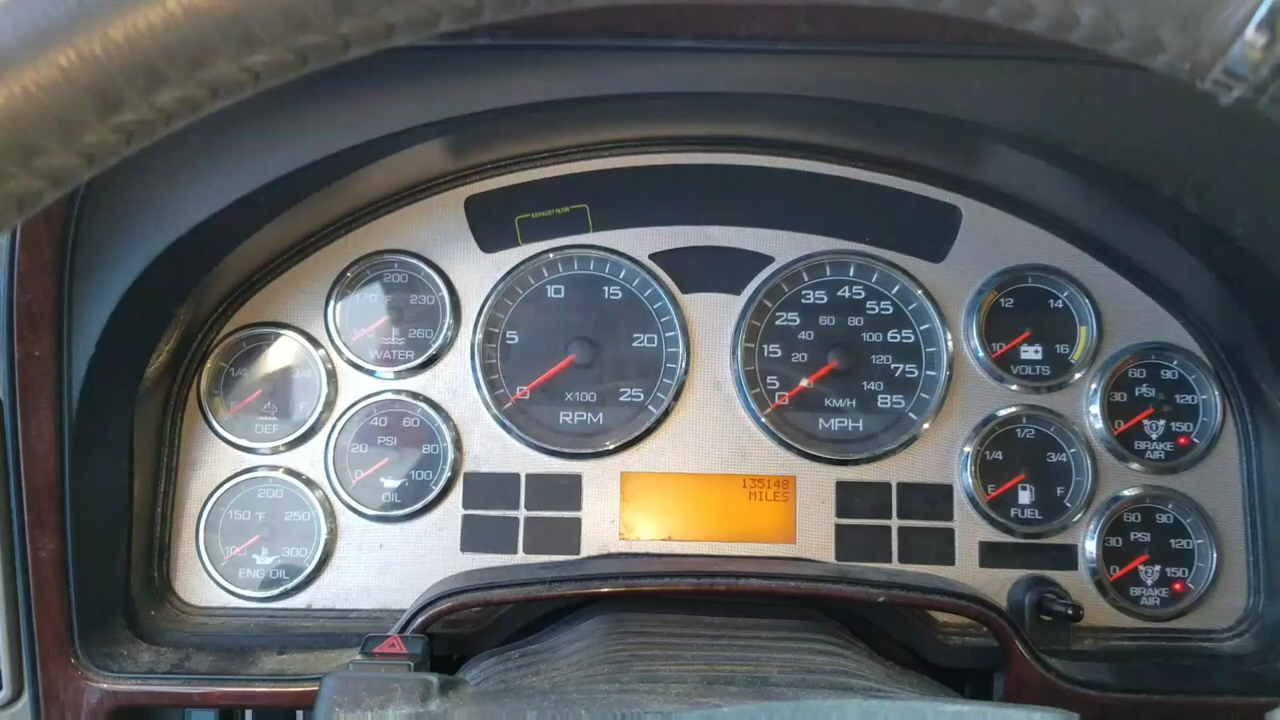 EXHAUST FILTER
200
170 °F 230
140 260
WATER
1/4 3/4
E F
DEF
40 60
PSI
20 80
0 100
OIL
200
150 °F 250
100 300
ENG OIL
10 15
5 20
0 25
X100
RPM
35 45 55
25 60 80 65
40 100
15 20 120 75
5 140
0 KM/H 85
MPH
135148
MILES
12 14
10 16
VOLTS
1/2
1/4 3/4
E F
FUEL
60 90
PSI
30 120
0 1 150
BRAKE
AIR
60 90
30 PSI 120
0 2 150
BRAKE
AIR